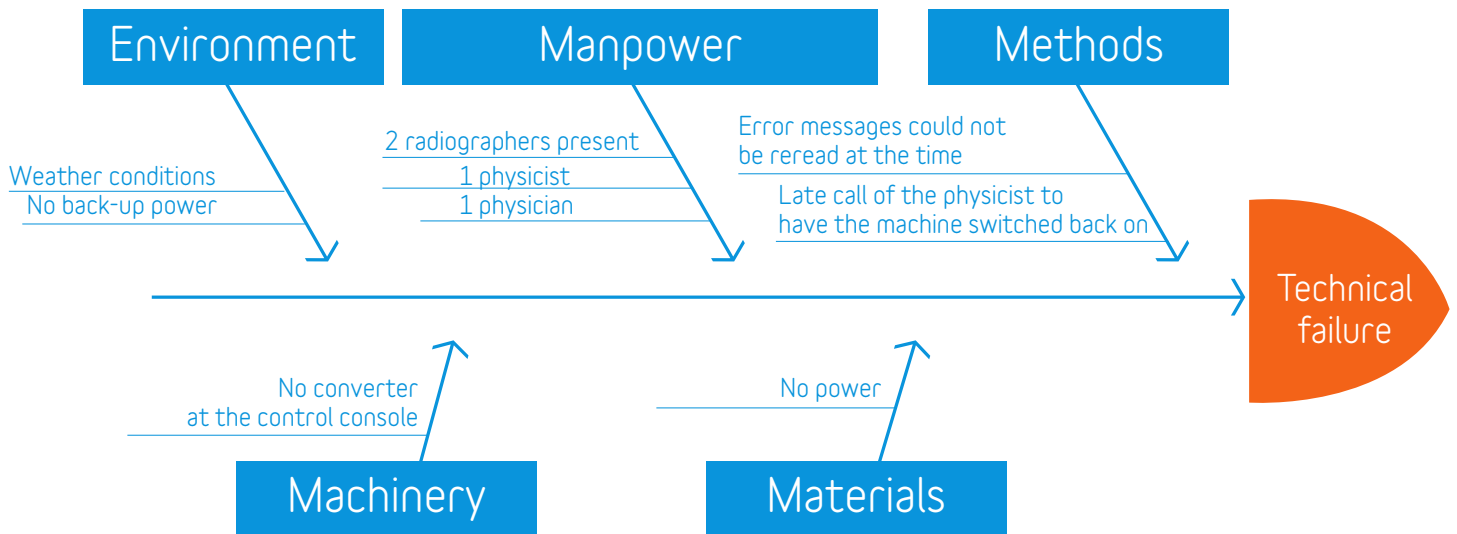 Environment
Manpower
Methods
Weather conditions
No back-up power
2 radiographers present
1 physicist
1 physician
Error messages could not
be reread at the time
Late call of the physicist to
have the machine switched back on
Technical
failure
No converter
at the control console
No power
Machinery
Materials